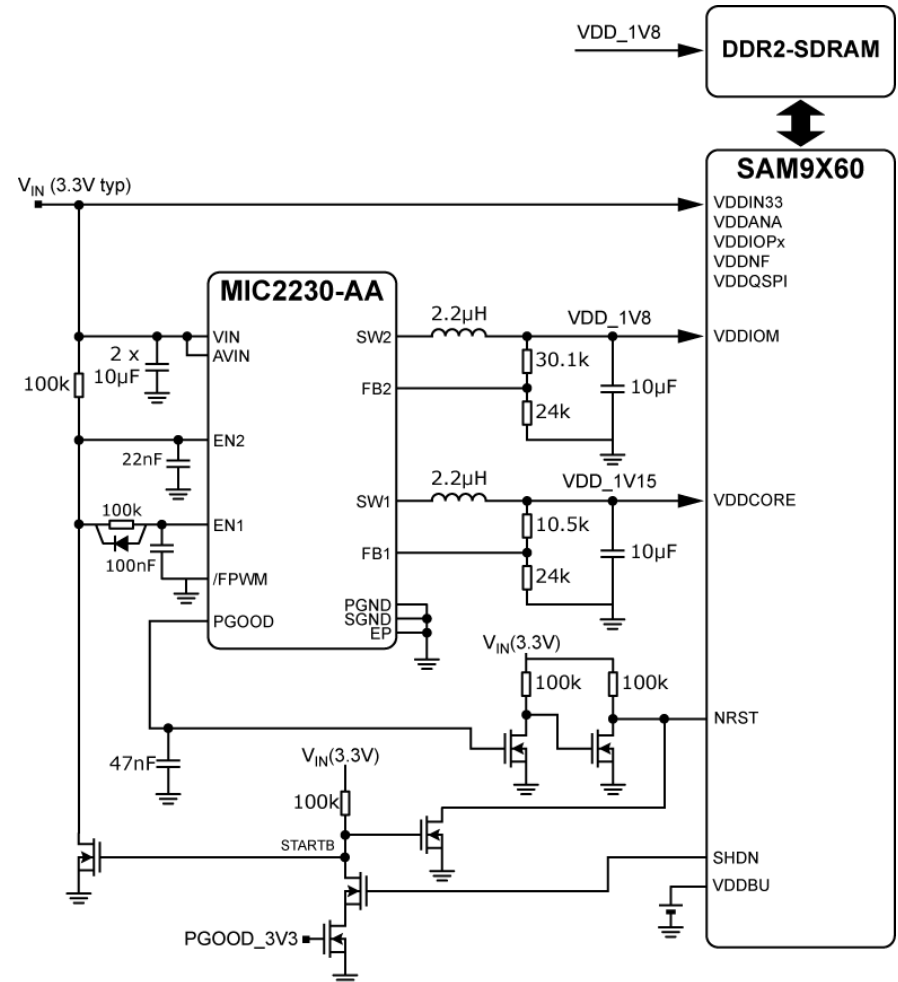 VDD_1V8
DDR2-SDRAM
SAM9X60
VIN (3.3V typ)
VDDIN33
VDDANA
VDDIOPx
VDDNF
VDDQSPI
MIC2230-AA
2.2µH
VDD_1V8
VIN
SW2
VDDIOM
AVIN
2 x
10µF
30.1k
100k
10µF
FB2
24k
EN2
22nF
2.2µH
VDD_1V15
SW1
VDDCORE
100k
EN1
10.5k
100nF
FB1
10µF
/FPWM
24k
PGND
SGND
EP
PGOOD
VIN(3.3V)
100k
100k
NRST
47nF
VIN(3.3V)
100k
STARTB
SHDN
VDDBU
PGOOD_3V3